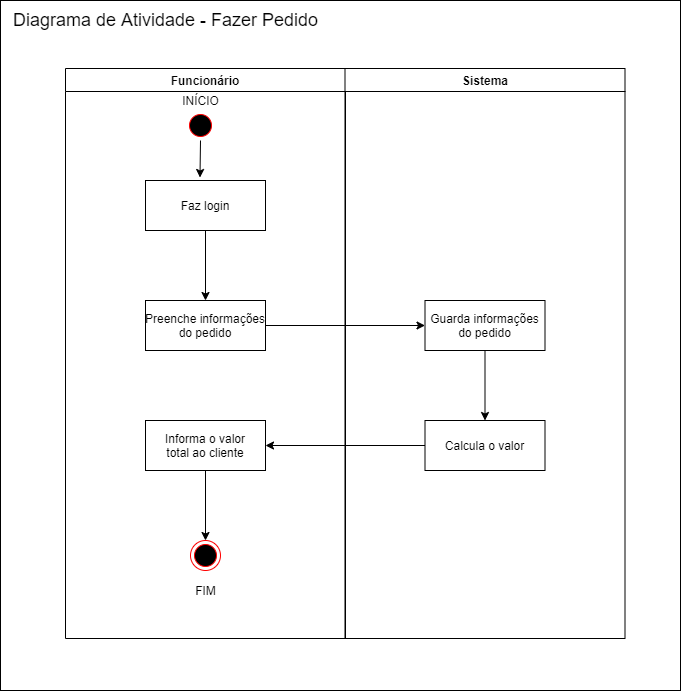 Diagrama de Atividade - Fazer Pedido
Funcionário
Sistema
INÍCIO
Faz login
Preenche informações
do pedido
Guarda informações
do pedido
Informa o valor
total ao cliente
Calcula o valor
FIM